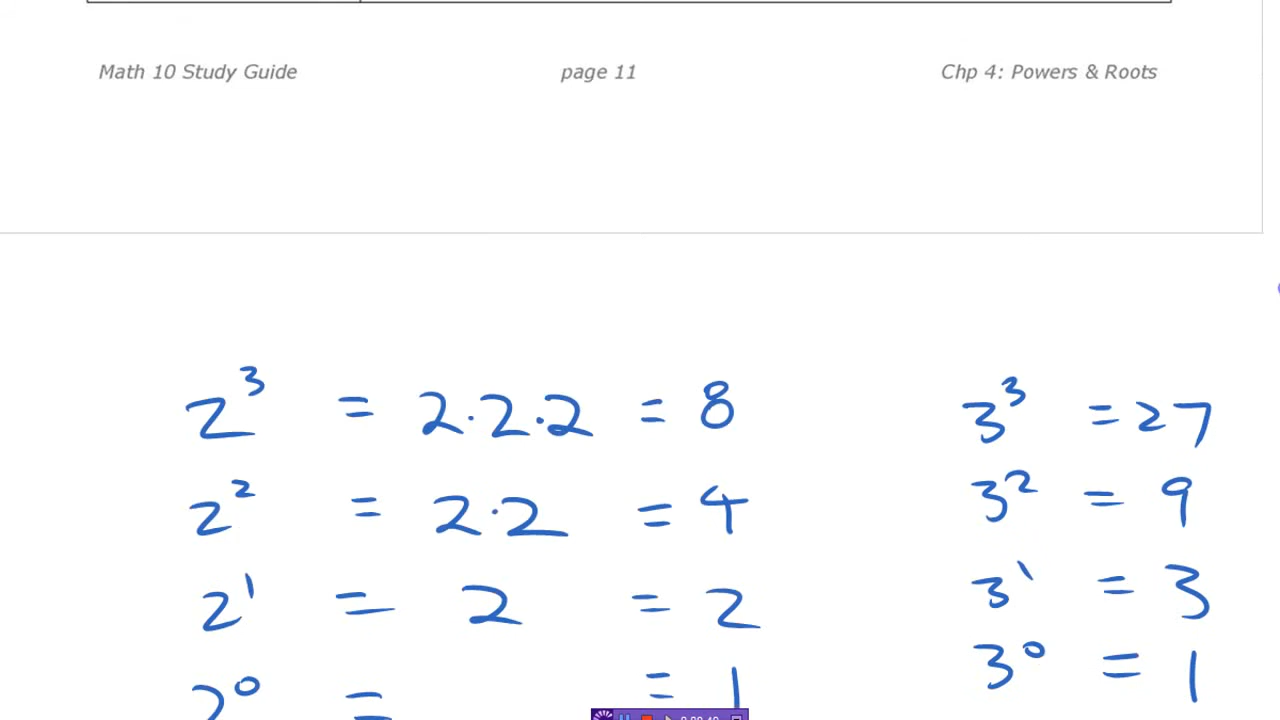 Math 10 Study Guide page 11 Chp 4: Powers & Roots
2³ = 2·2·2 = 8 3³ = 27
2² = 2·2 = 4 3² = 9
2¹ = 2 = 2 3¹ = 3
2⁰ = = 1 3⁰ = 1